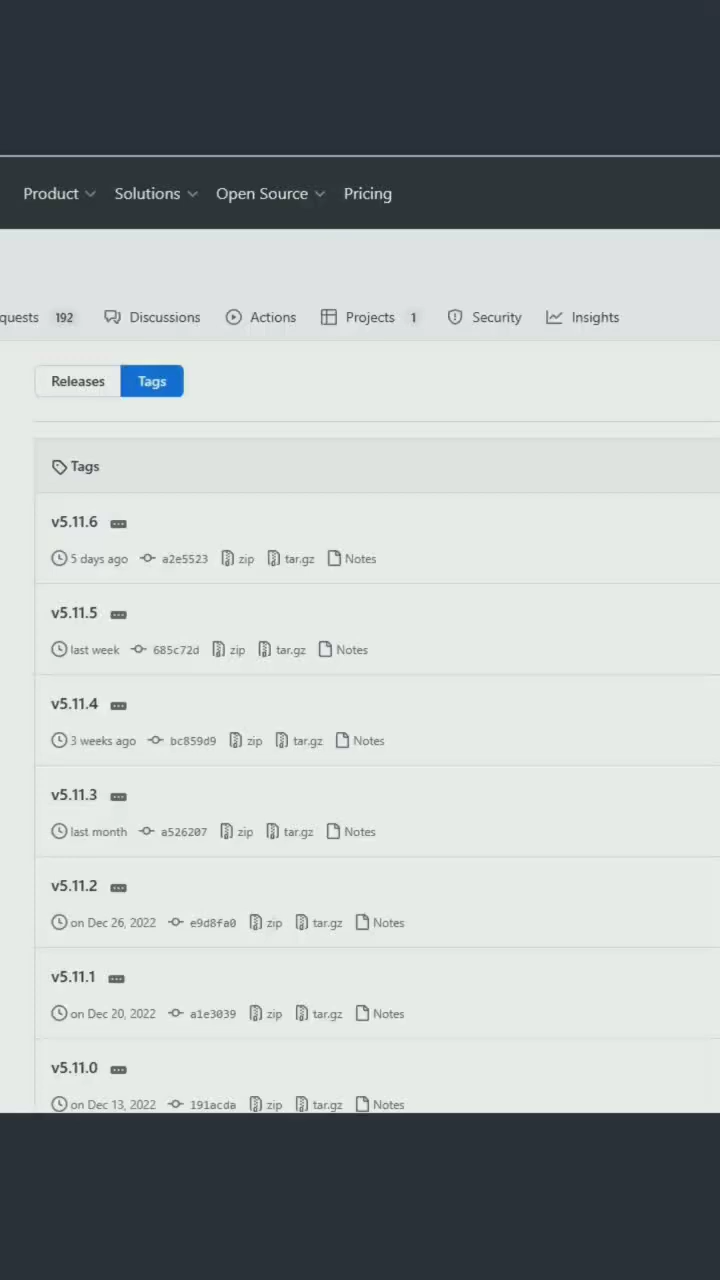 Product Solutions Open Source Pricing
quests 192 Discussions Actions Projects 1 Security Insights
Releases Tags
Tags
v5.11.6
5 days ago a2e5523 zip tar.gz Notes
v5.11.5
last week 685c72d zip tar.gz Notes
v5.11.4
3 weeks ago bc859d9 zip tar.gz Notes
v5.11.3
last month a526207 zip tar.gz Notes
v5.11.2
on Dec 26, 2022 e9d8fa0 zip tar.gz Notes
v5.11.1
on Dec 20, 2022 a1e3039 zip tar.gz Notes
v5.11.0
on Dec 13, 2022 191acda zip tar.gz Notes